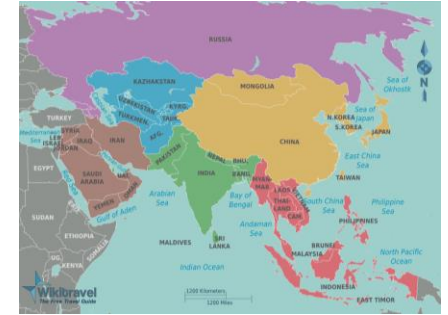 RUSSIA
Sea of
Okhotsk
KAZAKHSTAN
MONGOLIA
UZBEKISTAN
KYRG.
TURKMEN.
TAJIK.
N.KOREA
S.KOREA
Sea of
Japan
JAPAN
TURKEY
Mediterranean
Sea
SYRIA
LEB.
ISRAEL
JORDAN
IRAQ
IRAN
AFG.
PAKISTAN
CHINA
East China
Sea
EGYPT
SAUDI
ARABIA
UAE
OMAN
YEMEN
NEPAL
BHU.
BANG.
INDIA
MYAN-
MAR
LAOS
THAI-
LAND
VIETNAM
CAM.
TAIWAN
South China
Sea
Philippine
Sea
PHILIPPINES
SUDAN
Gulf of Aden
Arabian
Sea
Bay of
Bengal
Andaman
Sea
ETHIOPIA
SOMALIA
UG.
KENYA
MALDIVES
SRI
LANKA
BRUNEI
MALAYSIA
North Pacific
Ocean
Indian Ocean
INDONESIA
EAST TIMOR
Wikitravel
The Free Travel Guide
1200 Kilometers
1200 Miles